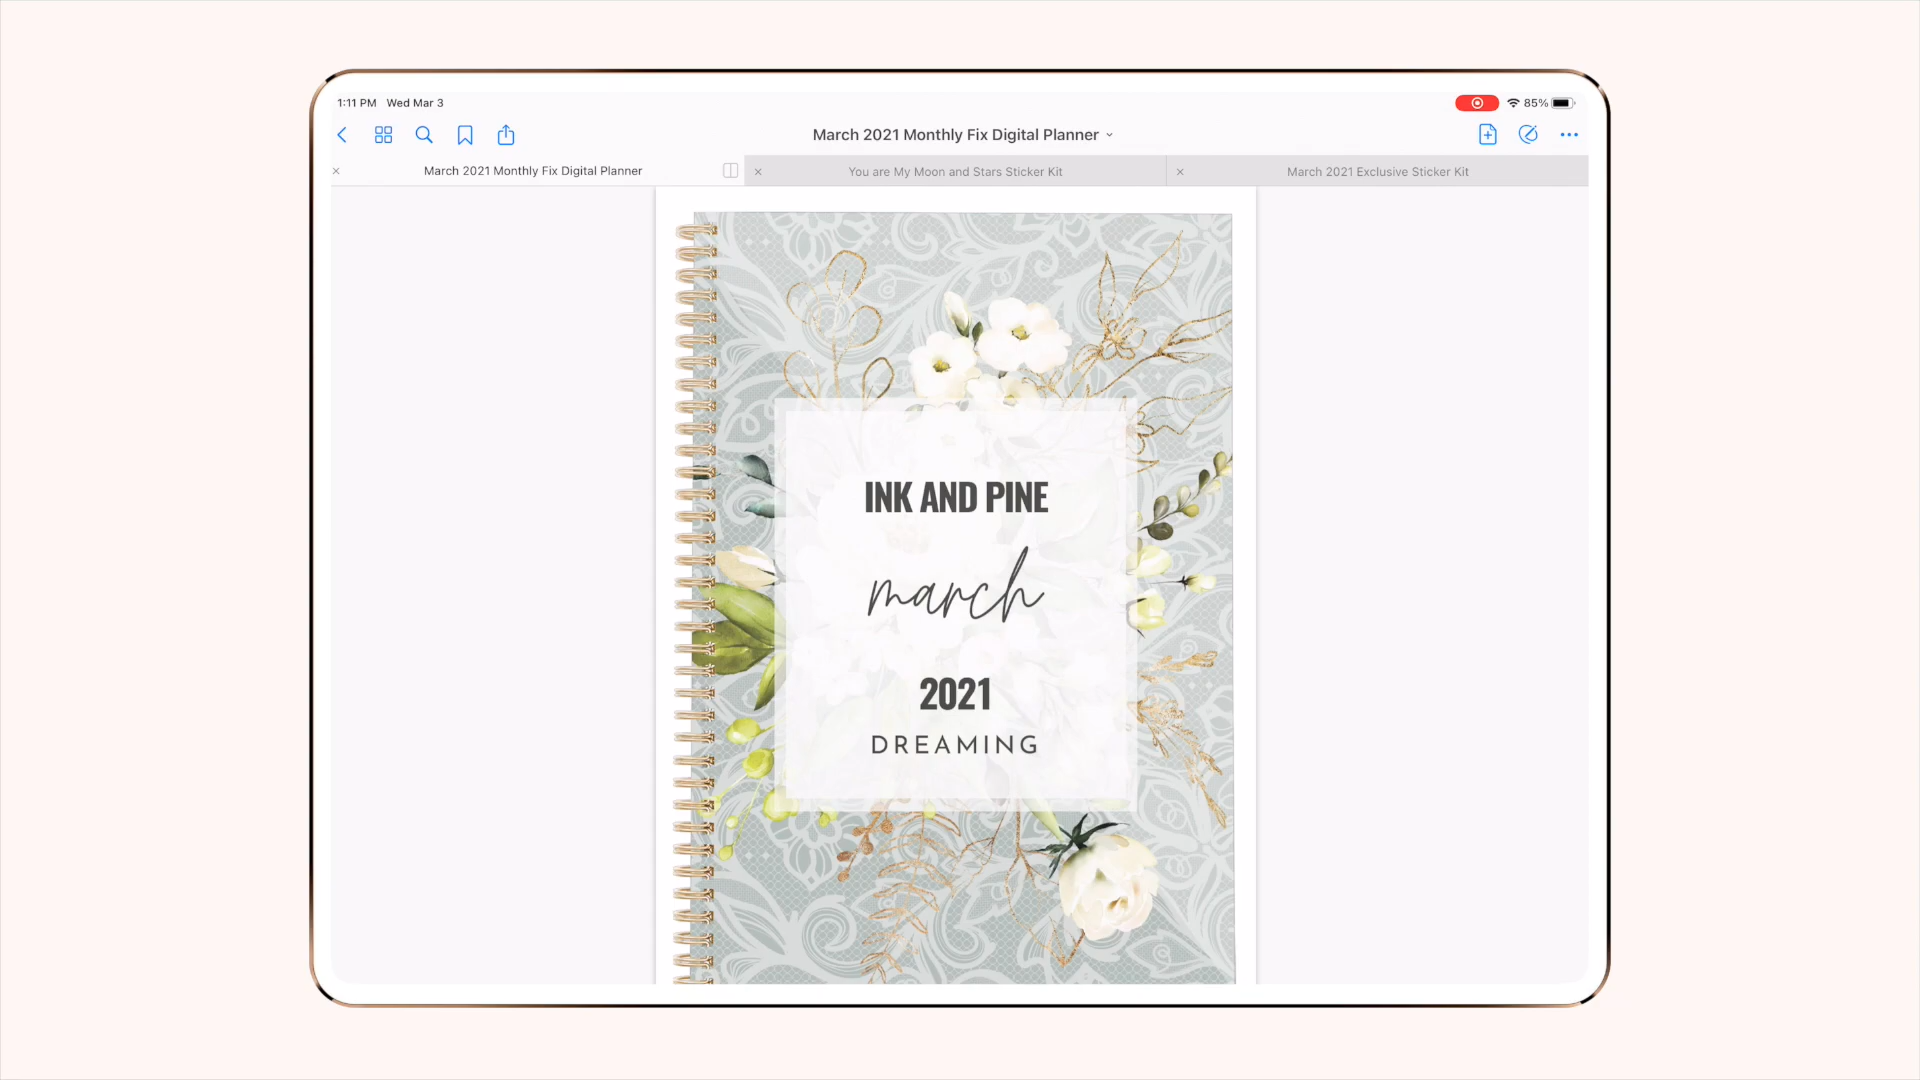 1:11 PM Wed Mar 3
85%
March 2021 Monthly Fix Digital Planner
March 2021 Monthly Fix Digital Planner
You are My Moon and Stars Sticker Kit
March 2021 Exclusive Sticker Kit
INK AND PINE
march
2021
DREAMING